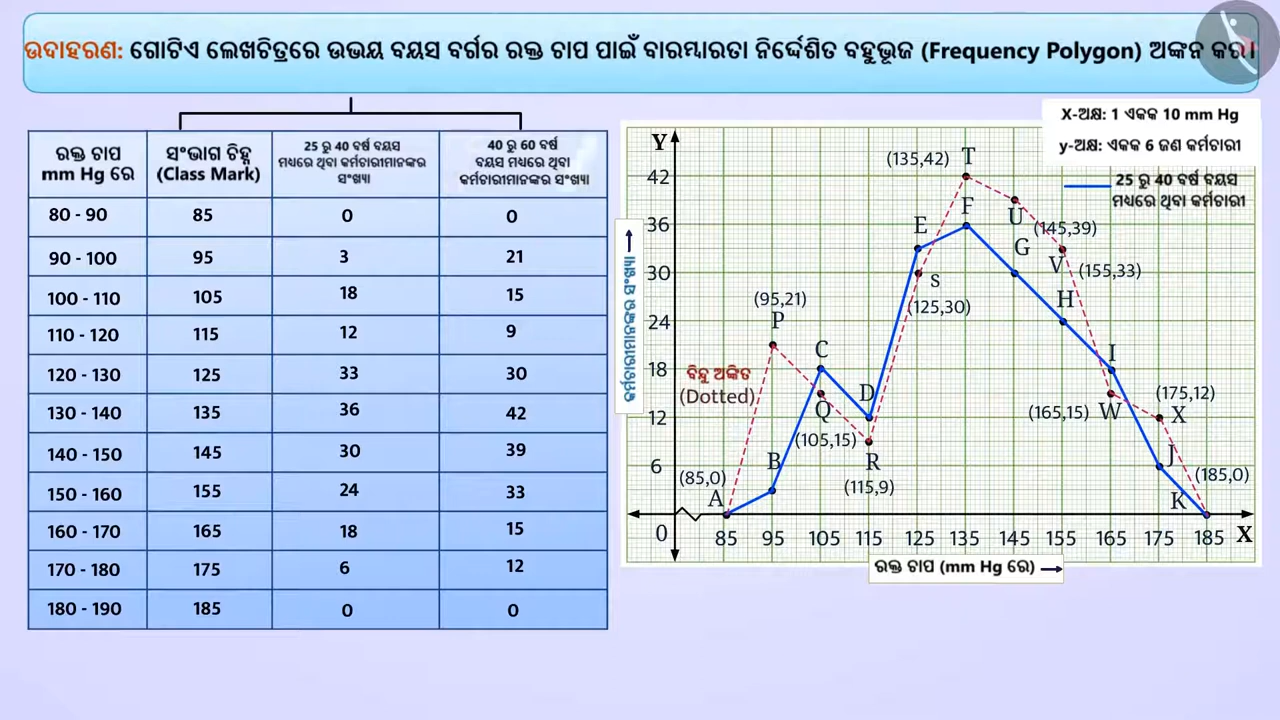 ଉଦାହରଣ: ଗୋଟିଏ ଲେଖଚିତ୍ରରେ ଉଭୟ ବୟସ ବର୍ଗର ରକ୍ତ ଚାପ ପାଇଁ ବାରମ୍ବାରତା ନିର୍ଦ୍ଦେଶିତ ବହୁଭୂଜ (Frequency Polygon) ଅଙ୍କନ କର।
ରକ୍ତ ଚାପ mm Hg ରେ
ସଂଭାଗ ଚିହ୍ନ (Class Mark)
25 ରୁ 40 ବର୍ଷ ବୟସ ମଧ୍ୟରେ ଥିବା କର୍ମଚାରୀମାନଙ୍କର ସଂଖ୍ୟା
40 ରୁ 60 ବର୍ଷ ବୟସ ମଧ୍ୟରେ ଥିବା କର୍ମଚାରୀମାନଙ୍କର ସଂଖ୍ୟା
80 - 90 85 0 0
90 - 100 95 3 21
100 - 110 105 18 15
110 - 120 115 12 9
120 - 130 125 33 30
130 - 140 135 36 42
140 - 150 145 30 39
150 - 160 155 24 33
160 - 170 165 18 15
170 - 180 175 6 12
180 - 190 185 0 0
X-ଅକ୍ଷ: 1 ଏକକ 10 mm Hg
y-ଅକ୍ଷ: ଏକକ 6 ଜଣ କର୍ମଚାରୀ
25 ରୁ 40 ବର୍ଷ ବୟସ
ମଧ୍ୟରେ ଥିବା କର୍ମଚାରୀ
Y
(135,42) T
42
F
36
E
U
(145,39)
G
V
(155,33)
30
s
(125,30)
H
(95,21)
P
24
C
I
18
ବିନ୍ଦୁ ଅଙ୍କିତ
(Dotted)
D
(175,12)
12
Q
(165,15) W
X
(105,15)
6
B
R
J
(85,0)
(115,9)
(185,0)
A
K
0 85 95 105 115 125 135 145 155 165 175 185 X
କର୍ମଚାରୀମାନଙ୍କର ସଂଖ୍ୟା
ରକ୍ତ ଚାପ (mm Hg ରେ)